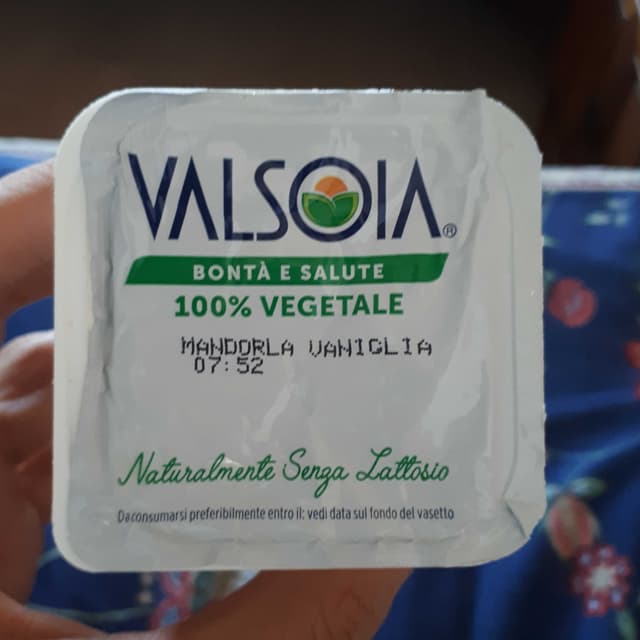 VALSOIA®
BONTÀ E SALUTE
100% VEGETALE
MANDORLA VANIGLIA
07:52
Naturalmente Senza Lattosio
Da consumarsi preferibilmente entro il: vedi data sul fondo del vasetto